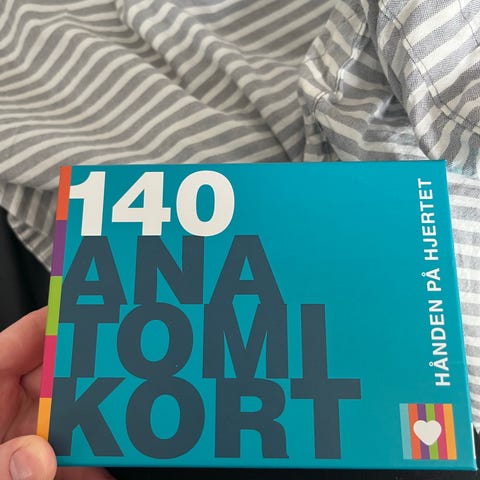 140
ANA
TOMI
KORT
HÅNDEN PÅ HJERTET